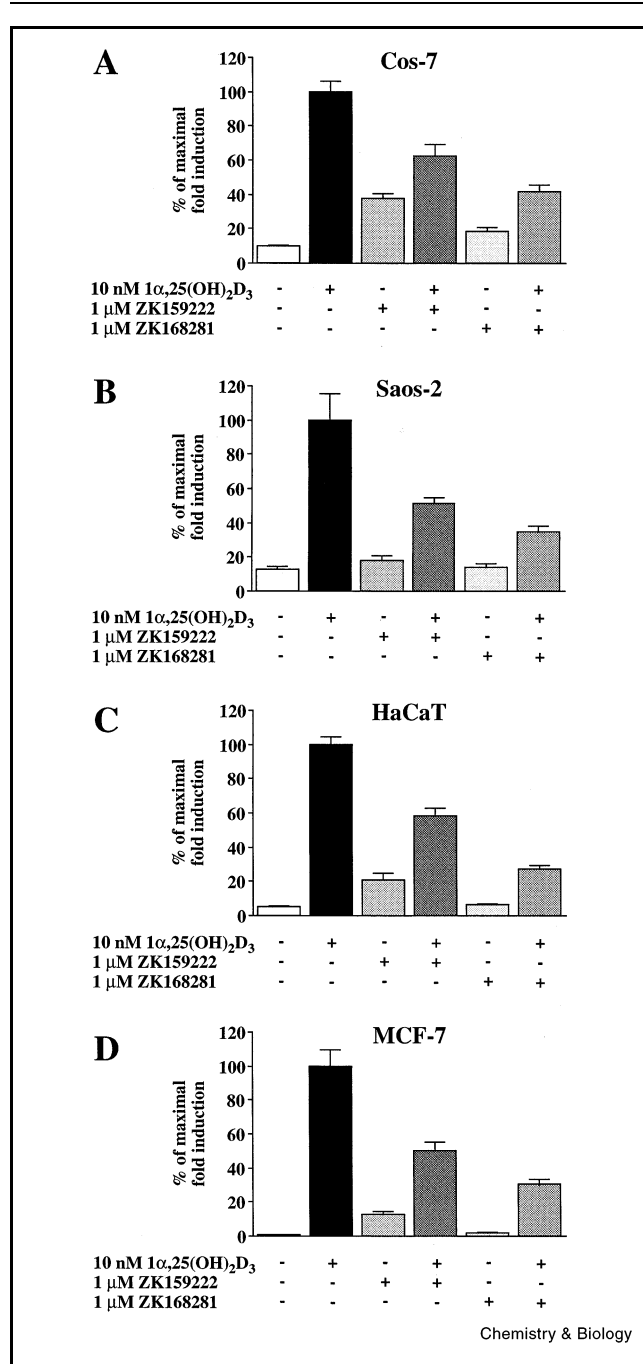 A
Cos-7
% of maximal
fold induction
120
100
80
60
40
20
0
10 nM 1α,25(OH)₂D₃ - + - + - +
1 μM ZK159222 - - + + - -
1 μM ZK168281 - - - - + +
B
Saos-2
% of maximal
fold induction
120
100
80
60
40
20
0
10 nM 1α,25(OH)₂D₃ - + - + - +
1 μM ZK159222 - - + + - -
1 μM ZK168281 - - - - + +
C
HaCaT
% of maximal
fold induction
120
100
80
60
40
20
0
10 nM 1α,25(OH)₂D₃ - + - + - +
1 μM ZK159222 - - + + - -
1 μM ZK168281 - - - - + +
D
MCF-7
% of maximal
fold induction
120
100
80
60
40
20
0
10 nM 1α,25(OH)₂D₃ - + - + - +
1 μM ZK159222 - - + + - -
1 μM ZK168281 - - - - + +
Chemistry & Biology